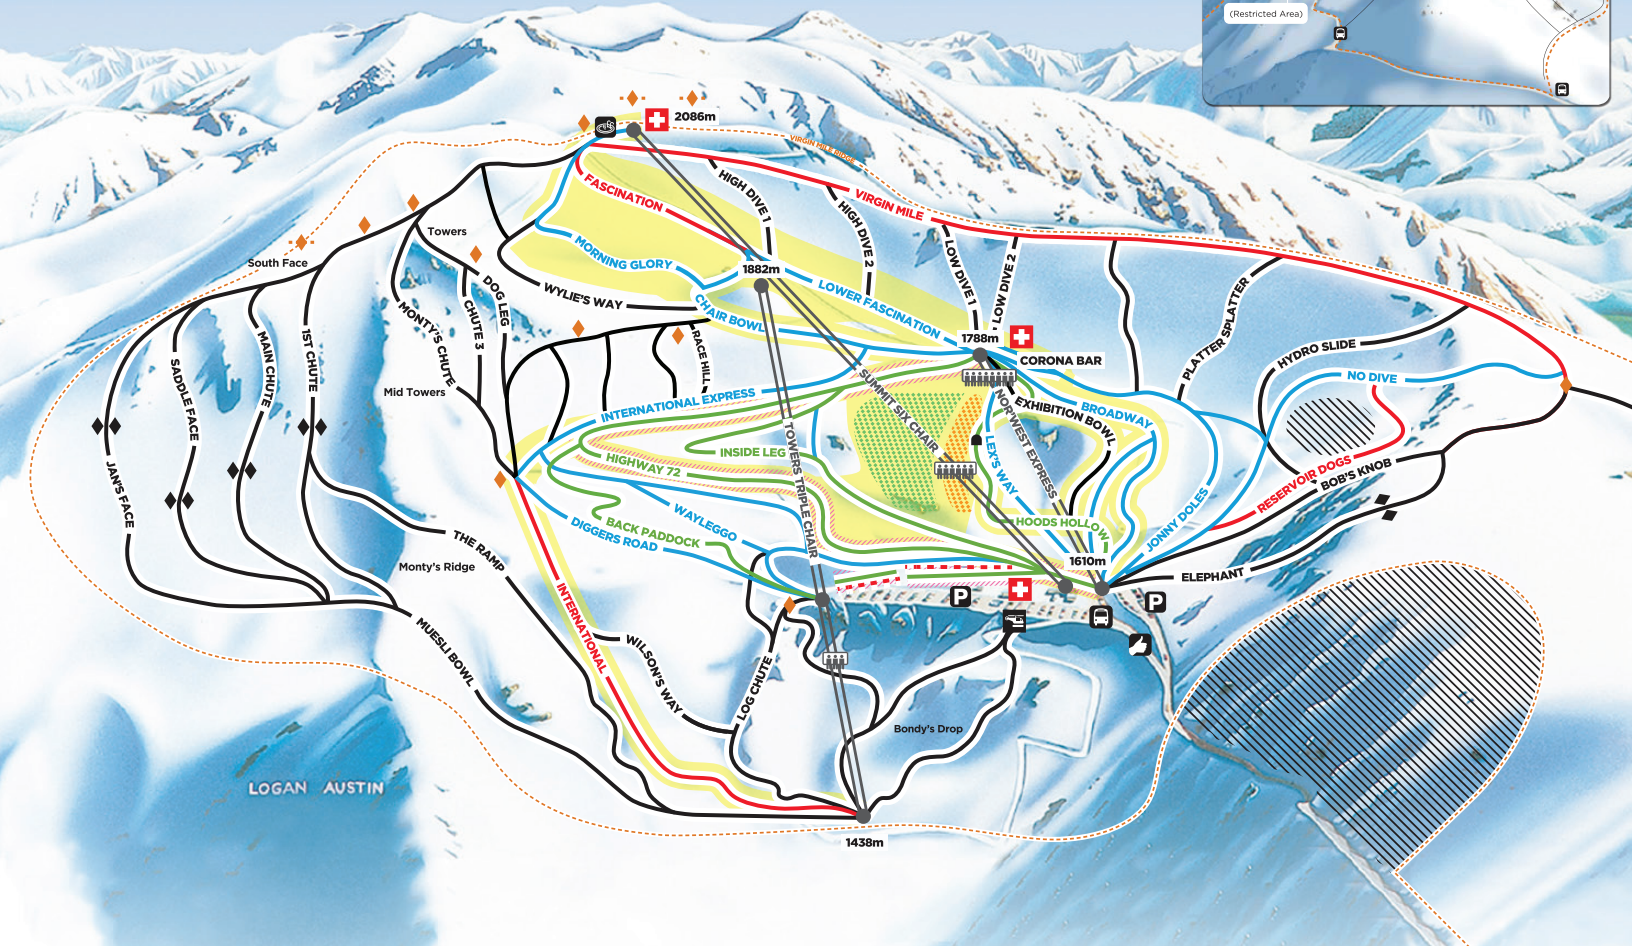 (Restricted Area)
2086m
VIRGIN MILE RIDGE
FASCINATION
HIGH DIVE 1
HIGH DIVE 2
VIRGIN MILE
Towers
South Face
MORNING GLORY
1882m
LOW DIVE 1
LOW DIVE 2
DOG LEG
WYLIE'S WAY
CHAIR BOWL
LOWER FASCINATION
PLATTER SPLATTER
MONTY'S CHUTE
CHUTE 3
1ST CHUTE
MAIN CHUTE
SADDLE FACE
RACE HILL
1788m
CORONA BAR
HYDRO SLIDE
NO DIVE
Mid Towers
INTERNATIONAL EXPRESS
SUMMIT SIX CHAIR
NORWEST EXPRESS
EXHIBITION BOWL
BROADWAY
INSIDE LEG
HIGHWAY 72
TOWERS TRIPLE CHAIR
LEX'S WAY
JAN'S FACE
RESERVOIR DOGS
BOB'S KNOB
WAYLEGGO
BACK PADDOCK
DIGGERS ROAD
HOODS HOLLOW
JONNY DOLES
THE RAMP
Monty's Ridge
1610m
ELEPHANT
P
P
INTERNATIONAL
MUESLI BOWL
WILSON'S WAY
LOG CHUTE
Bondy's Drop
LOGAN AUSTIN
1438m